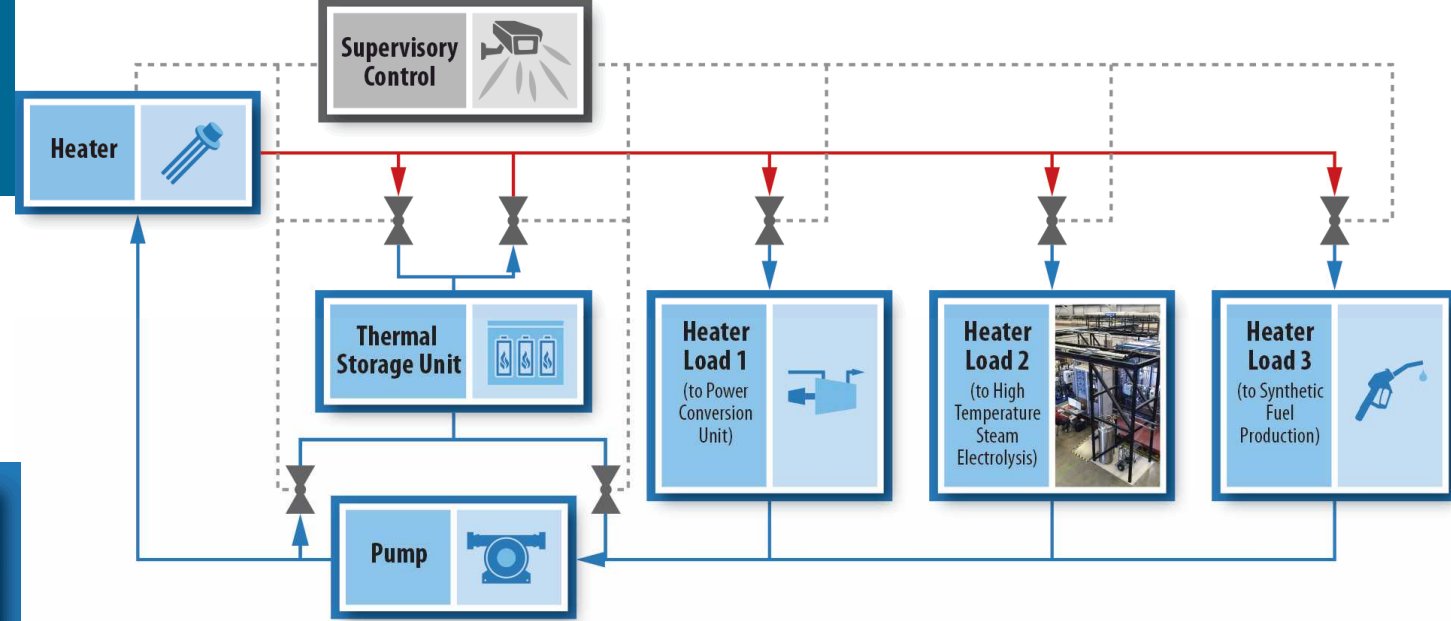 Supervisory
Control
Heater
Thermal
Storage Unit
Heater
Load 1
(to Power
Conversion
Unit)
Heater
Load 2
(to High
Temperature
Steam
Electrolysis)
Heater
Load 3
(to Synthetic
Fuel
Production)
Pump